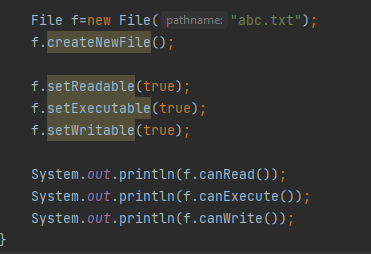 File f=new File( pathname: "abc.txt");
f.createNewFile();
f.setReadable(true);
f.setExecutable(true);
f.setWritable(true);
System.out.println(f.canRead());
System.out.println(f.canExecute());
System.out.println(f.canWrite());
}